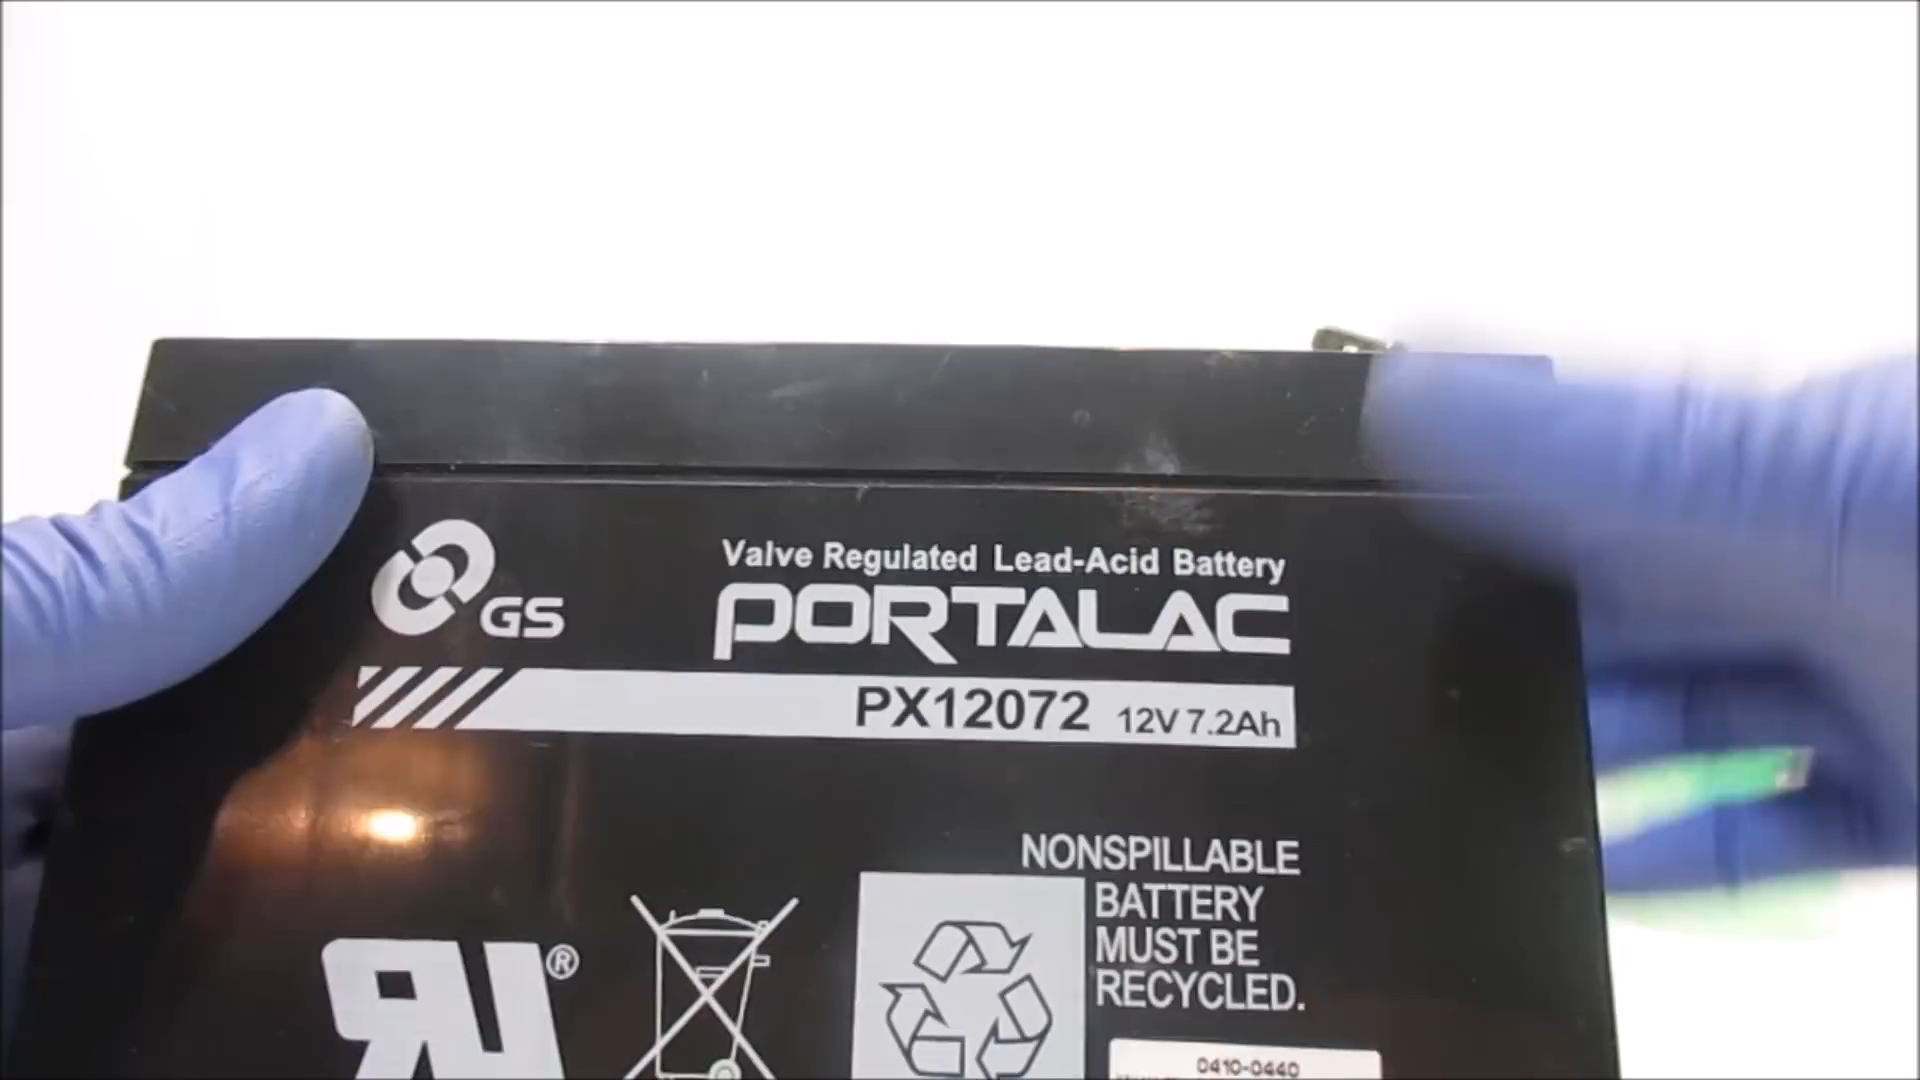 GS
Valve Regulated Lead-Acid Battery
PORTALAC
PX12072 12V 7.2Ah
NONSPILLABLE
BATTERY
MUST BE
RECYCLED.
®
0410-0440